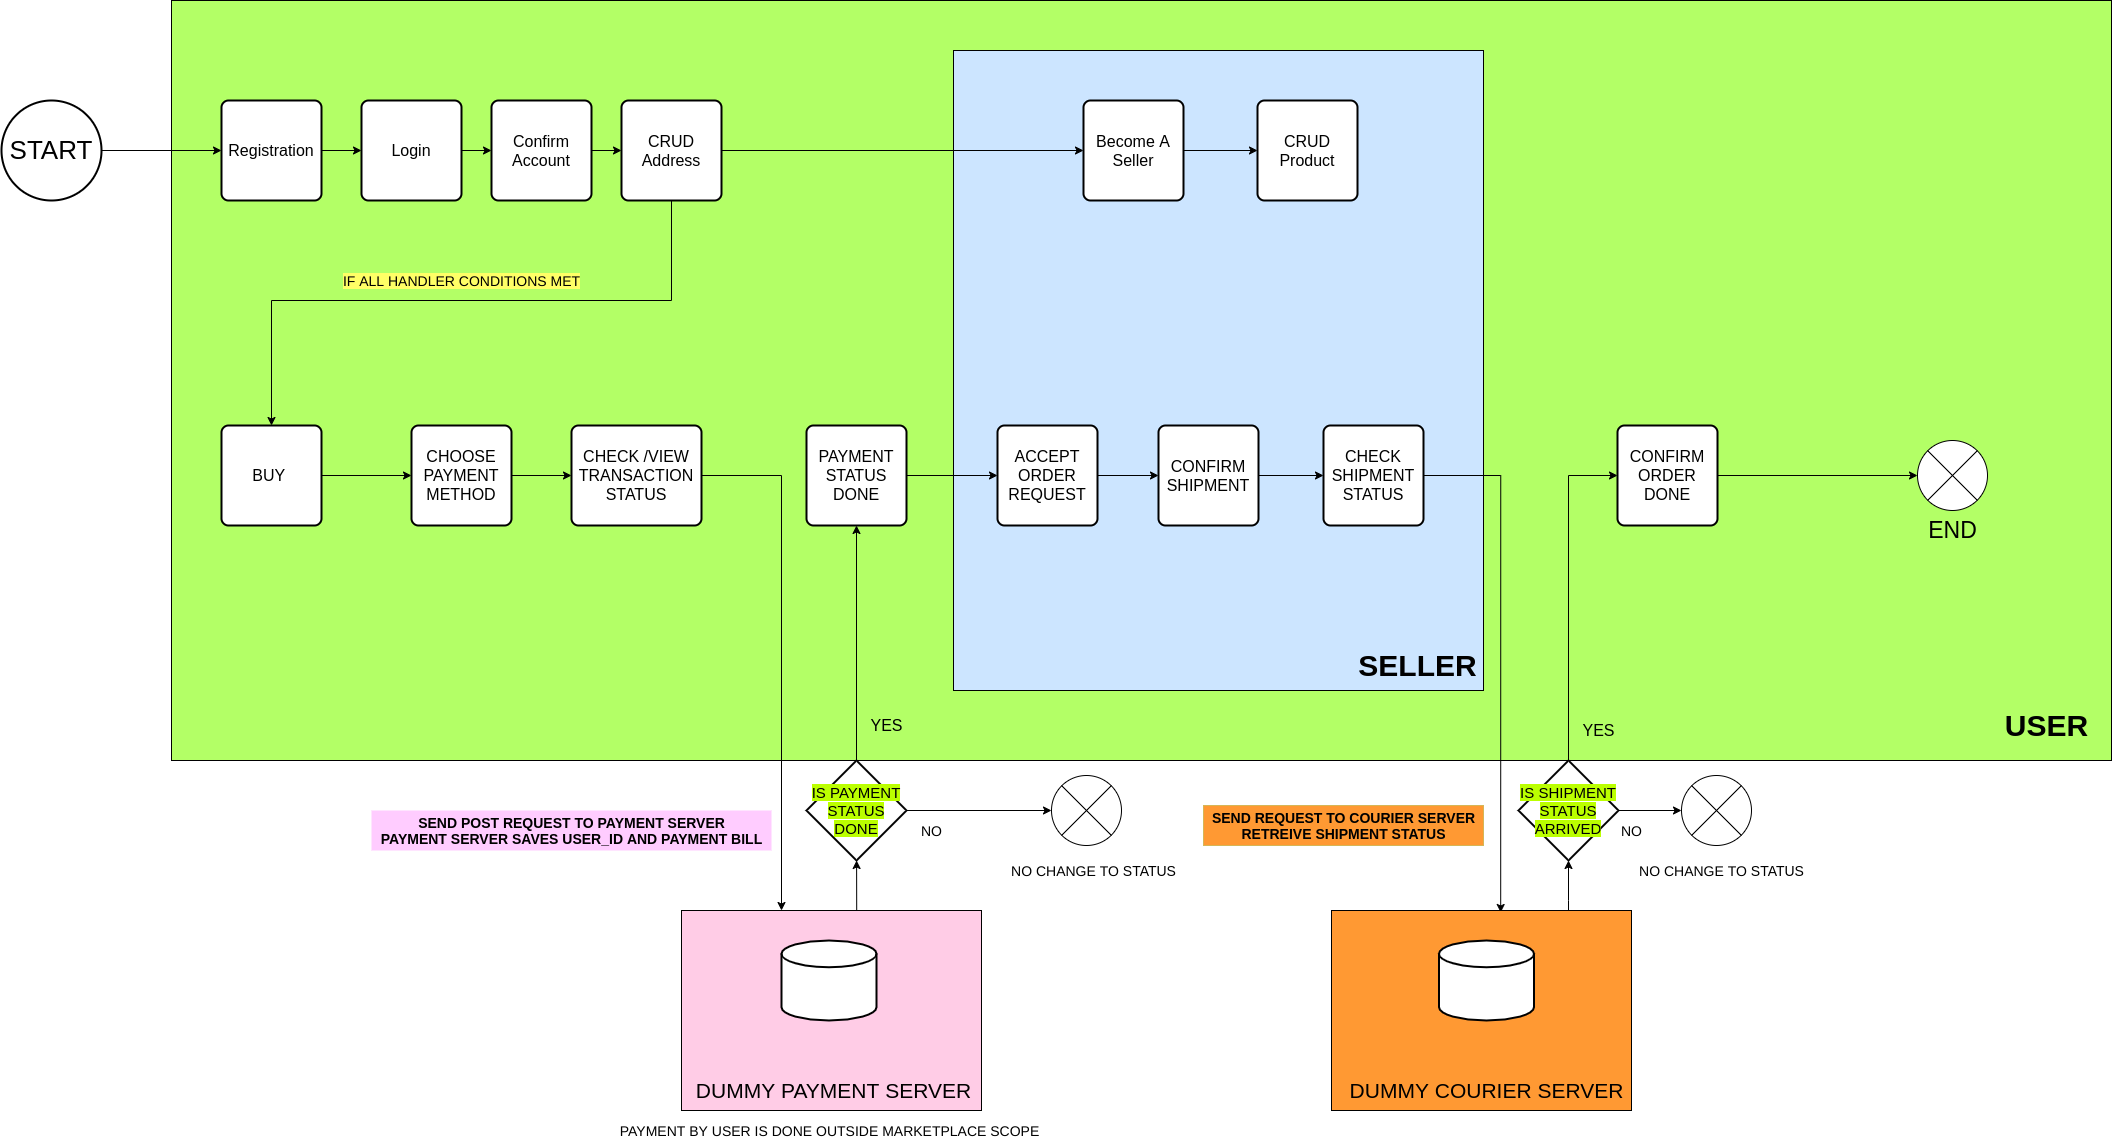 START
Registration
Login
Confirm
Account
CRUD
Address
Become A
Seller
CRUD
Product
IF ALL HANDLER CONDITIONS MET
BUY
CHOOSE
PAYMENT
METHOD
CHECK /VIEW
TRANSACTION
STATUS
PAYMENT
STATUS
DONE
ACCEPT
ORDER
REQUEST
CONFIRM
SHIPMENT
CHECK
SHIPMENT
STATUS
CONFIRM
ORDER
DONE
END
SELLER
USER
YES
YES
SEND POST REQUEST TO PAYMENT SERVER
PAYMENT SERVER SAVES USER_ID AND PAYMENT BILL
IS PAYMENT
STATUS
DONE
NO
NO CHANGE TO STATUS
SEND REQUEST TO COURIER SERVER
RETREIVE SHIPMENT STATUS
IS SHIPMENT
STATUS
ARRIVED
NO
NO CHANGE TO STATUS
DUMMY PAYMENT SERVER
DUMMY COURIER SERVER
PAYMENT BY USER IS DONE OUTSIDE MARKETPLACE SCOPE